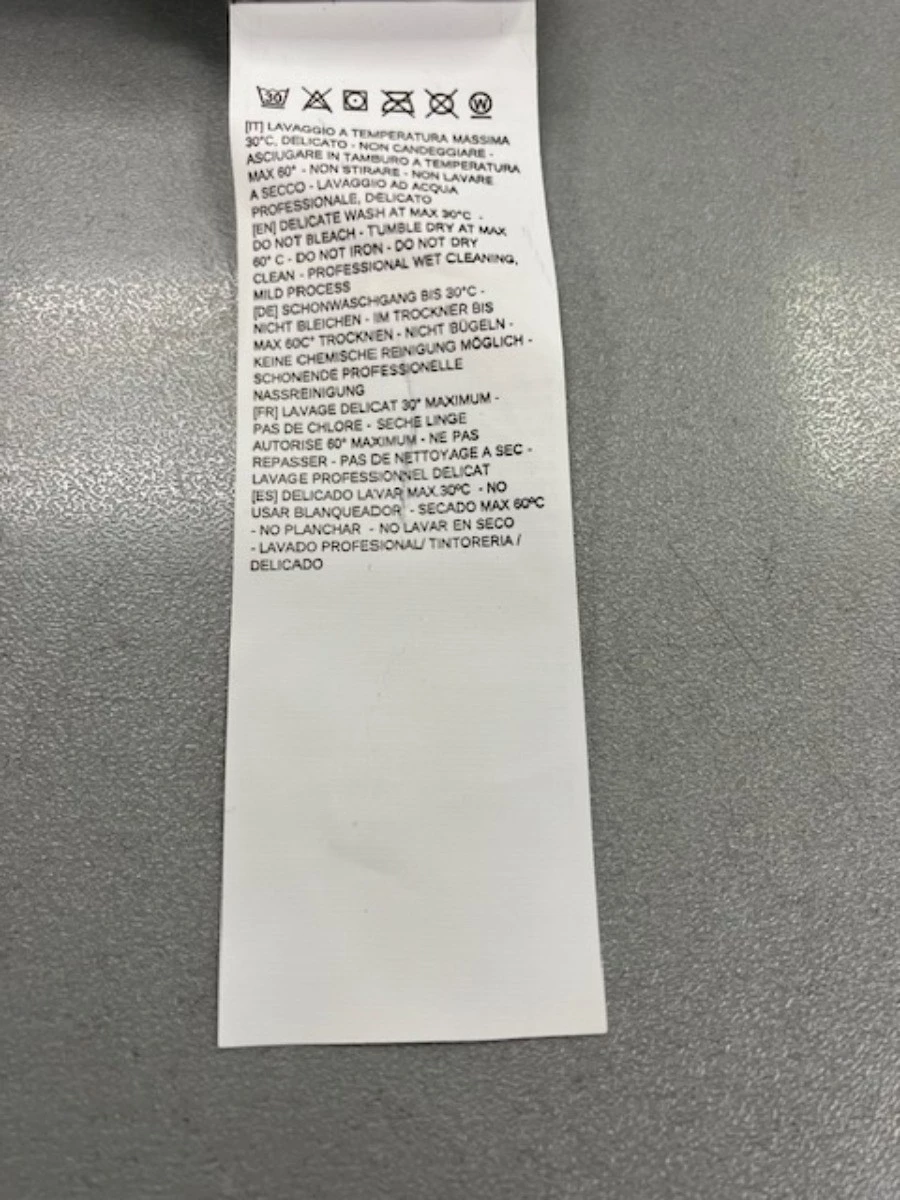 30
W
[IT] LAVAGGIO A TEMPERATURA MASSIMA
30°C, DELICATO - NON CANDEGGIARE -
ASCIUGARE IN TAMBURO A TEMPERATURA
MAX 60° - NON STIRARE - NON LAVARE
A SECCO - LAVAGGIO AD ACQUA
PROFESSIONALE, DELICATO
[EN] DELICATE WASH AT MAX 30°C -
DO NOT BLEACH - TUMBLE DRY AT MAX
60° C - DO NOT IRON - DO NOT DRY
CLEAN - PROFESSIONAL WET CLEANING,
MILD PROCESS
[DE] SCHONWASCHGANG BIS 30°C -
NICHT BLEICHEN - IM TROCKNER BIS
MAX 60C° TROCKNEN - NICHT BÜGELN -
KEINE CHEMISCHE REINIGUNG MÖGLICH -
SCHONENDE PROFESSIONELLE
NASSREINIGUNG
[FR] LAVAGE DELICAT 30° MAXIMUM -
PAS DE CHLORE - SECHE LINGE
AUTORISE 60° MAXIMUM - NE PAS
REPASSER - PAS DE NETTOYAGE A SEC -
LAVAGE PROFESSIONNEL DELICAT
[ES] DELICADO LAVAR MAX.30ºC - NO
USAR BLANQUEADOR - SECADO MAX 60ºC
- NO PLANCHAR - NO LAVAR EN SECO
- LAVADO PROFESIONAL/ TINTORERIA /
DELICADO